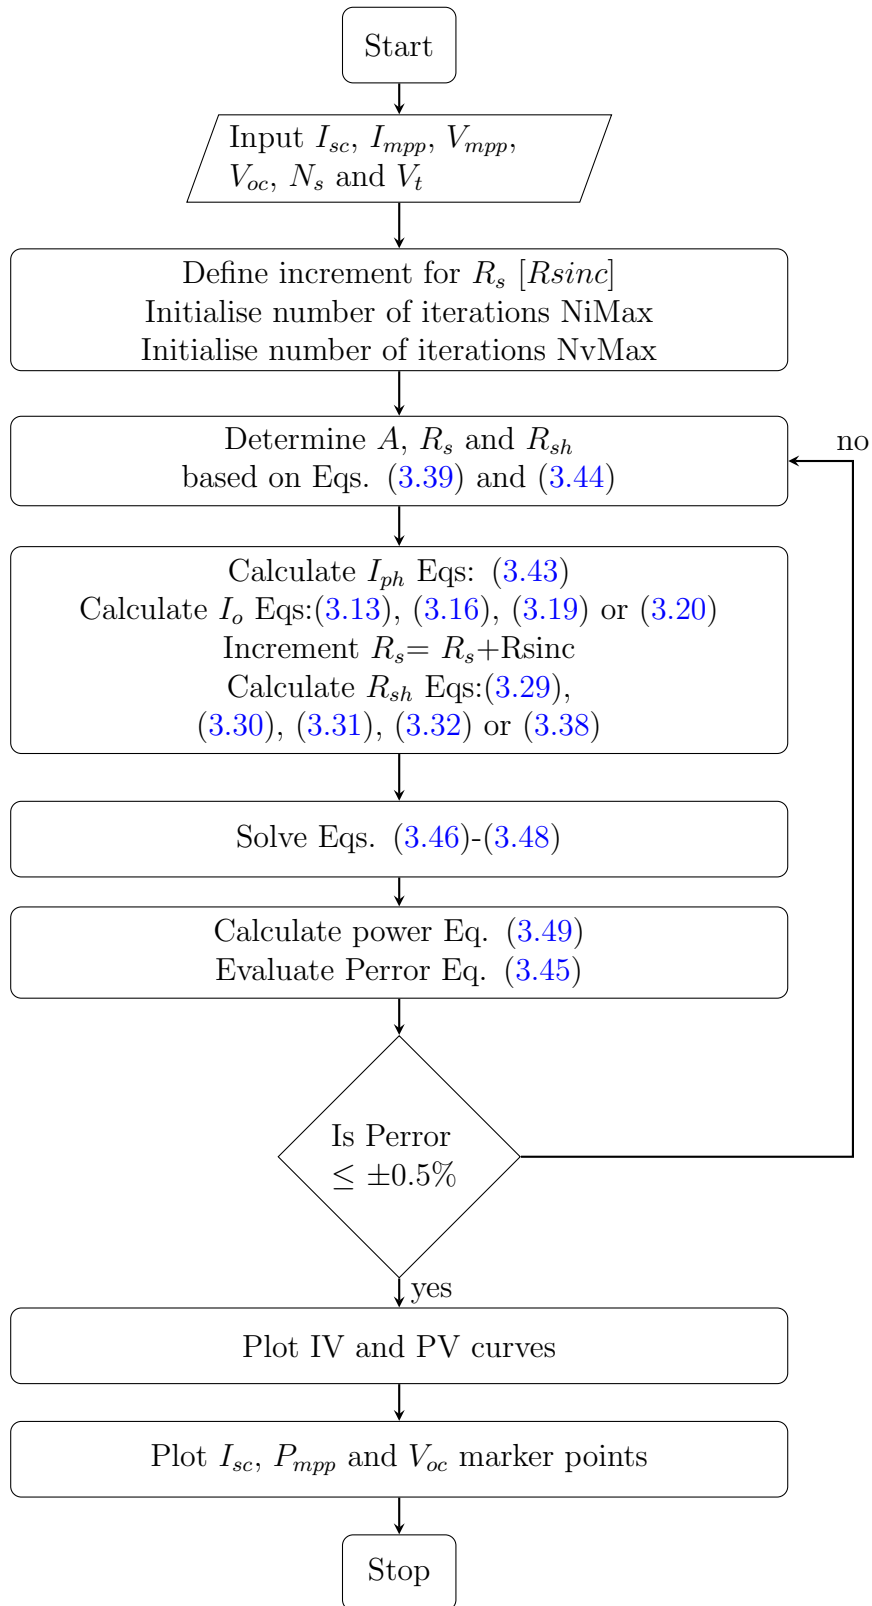 Start
Input I_sc, I_mpp, V_mpp,
V_oc, N_s and V_t
Define increment for R_s [Rsinc]
Initialise number of iterations NiMax
Initialise number of iterations NvMax
Determine A, R_s and R_sh
based on Eqs. (3.39) and (3.44)
no
Calculate I_ph Eqs: (3.43)
Calculate I_o Eqs:(3.13), (3.16), (3.19) or (3.20)
Increment R_s= R_s+Rsinc
Calculate R_sh Eqs:(3.29),
(3.30), (3.31), (3.32) or (3.38)
Solve Eqs. (3.46)-(3.48)
Calculate power Eq. (3.49)
Evaluate Perror Eq. (3.45)
Is Perror
≤ ±0.5%
yes
Plot IV and PV curves
Plot I_sc, P_mpp and V_oc marker points
Stop